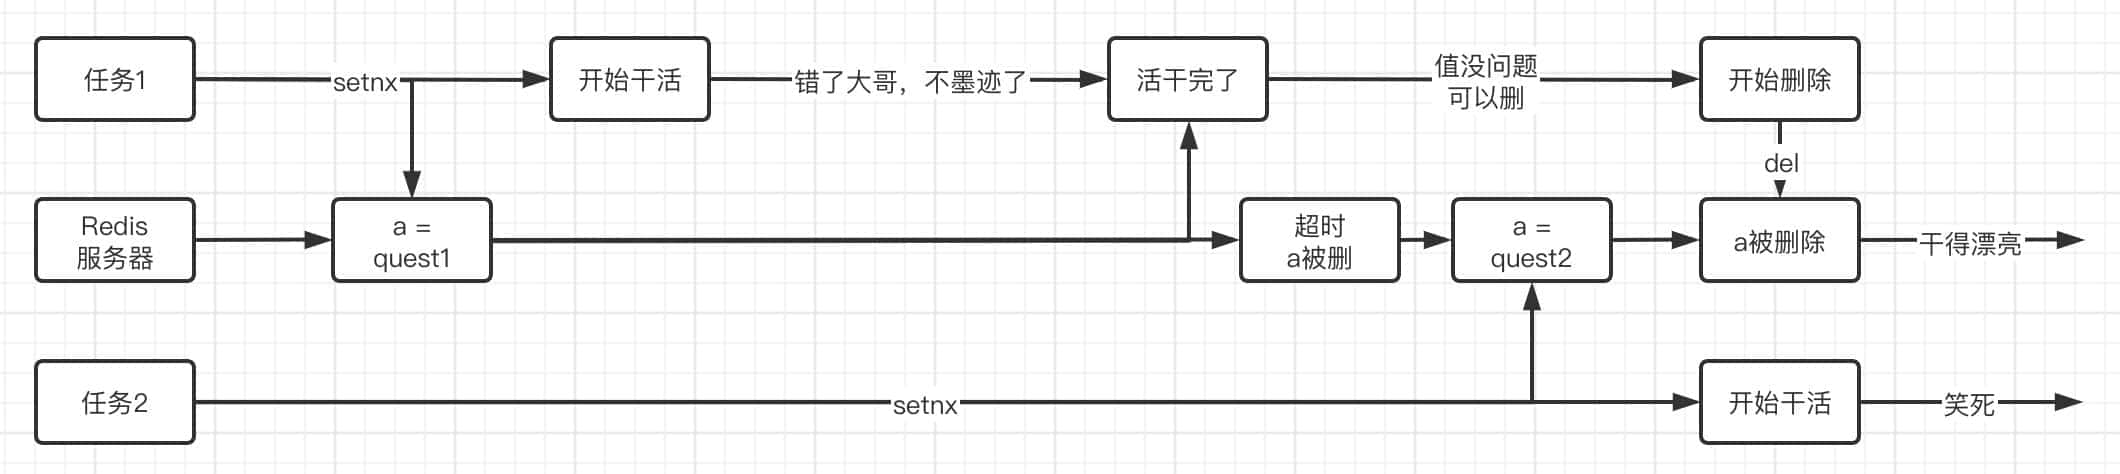 任务1
setnx
开始干活
错了大哥，不墨迹了
活干完了
值没问题
可以删
开始删除
del
Redis
服务器
a =
quest1
超时
a被删
a =
quest2
a被删除
干得漂亮
任务2
setnx
开始干活
笑死